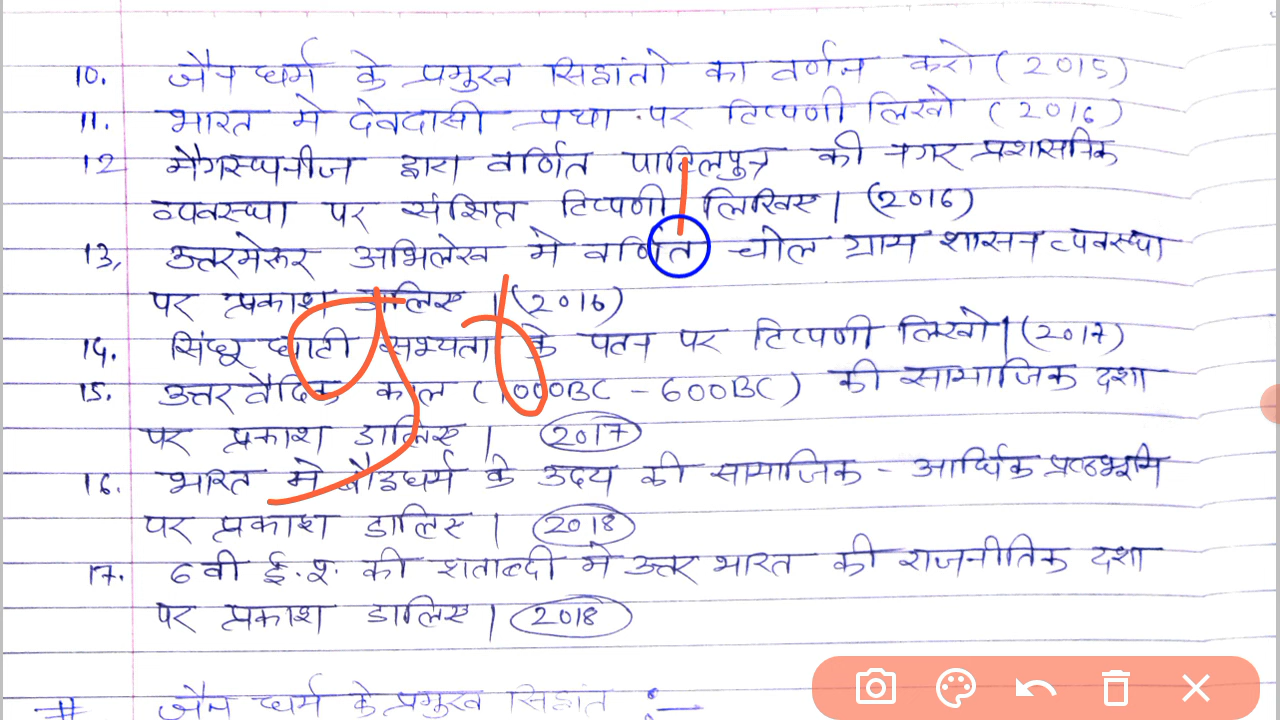 10. जैन धर्म के प्रमुख सिद्धांतो का वर्णन करो (2015)
11. भारत मे देवदासी प्रथा पर टिप्पणी लिखो (2016)
12 मैगस्थनीज द्वारा वर्णित पाटलिपुत्र की नगर प्रशासनिक
व्यवस्था पर संक्षिप्त टिप्पणी लिखिए। (2016)
13, उत्तरमेरूर अभिलेख मे वर्णित चोल ग्राम शासन व्यवस्था
पर प्रकाश डालिए । (2016)
14. सिंधू घाटी सभ्यता के पतन पर टिप्पणी लिखो। (2017)
15. उत्तरवैदिक काल (1000BC - 600BC) की सामाजिक दशा
पर प्रकाश डालिए । 2017
16. भारत मे बौद्धधर्म के उदय की सामाजिक - आर्थिक प्रष्ठभूमि
पर प्रकाश डालिए । 2018
17. 6वी ई.पू. की शताब्दी मे उत्तर भारत की राजनीतिक दशा
पर प्रकाश डालिए । 2018
# जैन धर्म के प्रमुख सिद्धांत :-